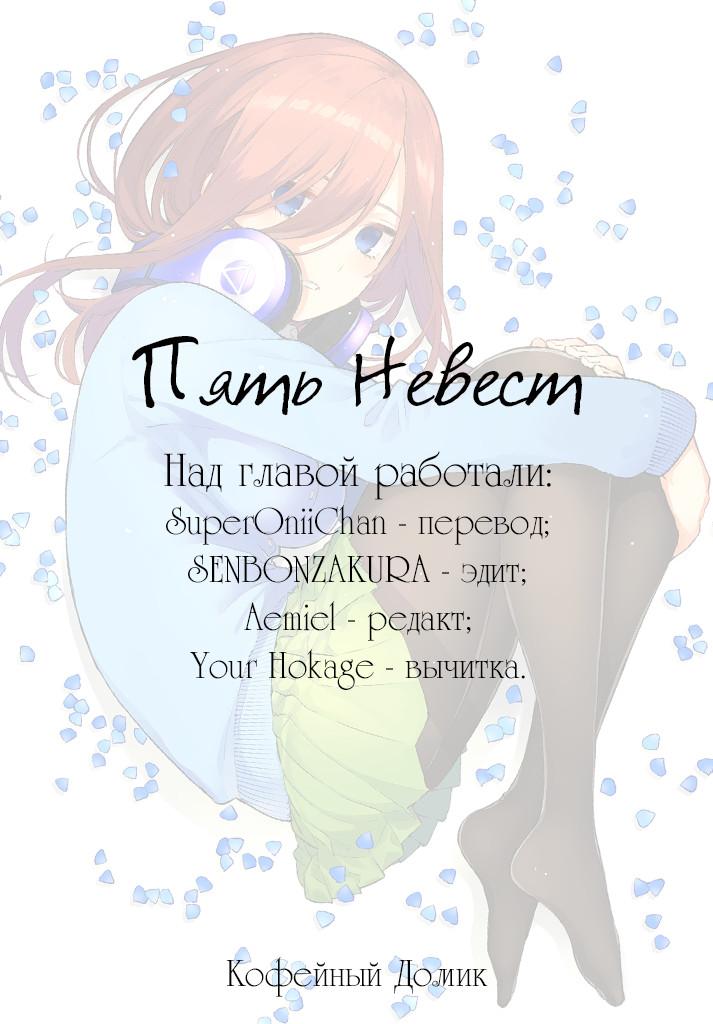 Пять Невест
Над главой работали:
SuperOniiChan - перевод;
SENBONZAKURA - эдит;
Aemiel - редакт;
Your Hokage - вычитка.
Кофейный Домик